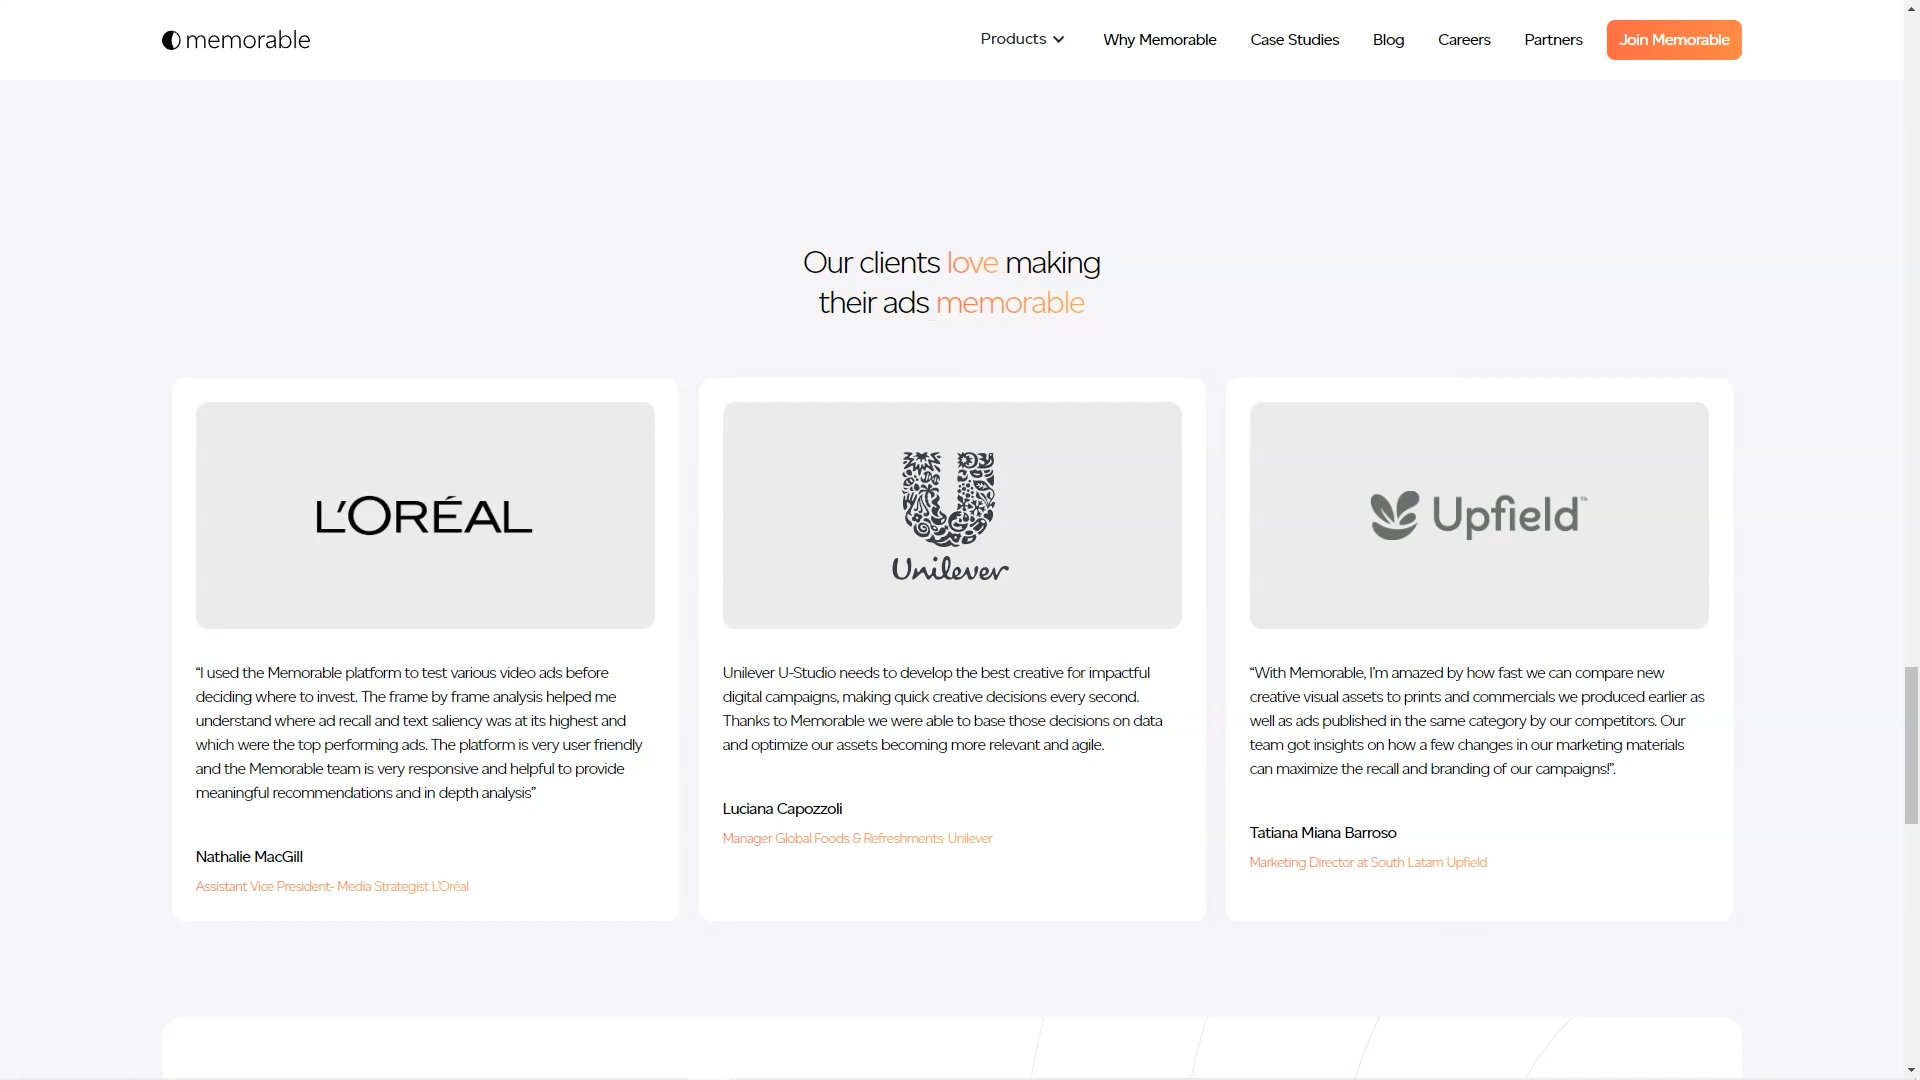 memorable
Products
Why Memorable
Case Studies
Blog
Careers
Partners
Join Memorable
Our clients love making
their ads memorable
L'ORÉAL
“I used the Memorable platform to test various video ads before
deciding where to invest. The frame by frame analysis helped me
understand where ad recall and text saliency was at its highest and
which were the top performing ads. The platform is very user friendly
and the Memorable team is very responsive and helpful to provide
meaningful recommendations and in depth analysis”
Nathalie MacGill
Assistant Vice President- Media Strategist L'Oréal
Unilever
Unilever U-Studio needs to develop the best creative for impactful
digital campaigns, making quick creative decisions every second.
Thanks to Memorable we were able to base those decisions on data
and optimize our assets becoming more relevant and agile.
Luciana Capozzoli
Manager Global Foods & Refreshments· Unilever
Upfield™
“With Memorable, I'm amazed by how fast we can compare new
creative visual assets to prints and commercials we produced earlier as
well as ads published in the same category by our competitors. Our
team got insights on how a few changes in our marketing materials
can maximize the recall and branding of our campaigns!”.
Tatiana Miana Barroso
Marketing Director at South Latam Upfield